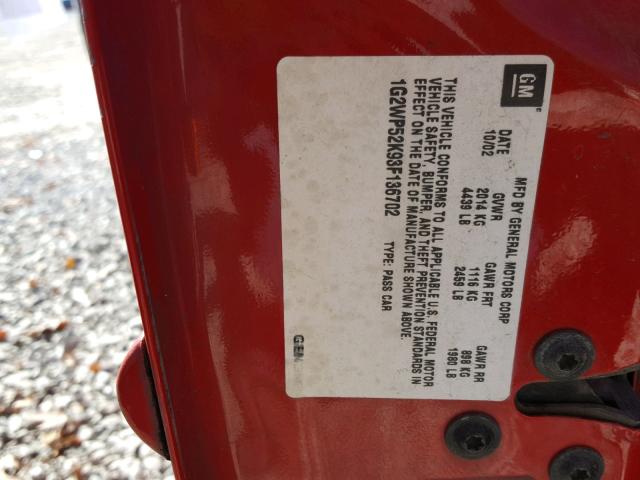 GM
MFD BY GENERAL MOTORS CORP
DATE GVWR GAWR FRT GAWR RR
10/02 2014 KG 1116 KG 898 KG
4439 LB 2459 LB 1980 LB
THIS VEHICLE CONFORMS TO ALL APPLICABLE U.S. FEDERAL MOTOR
VEHICLE SAFETY, BUMPER, AND THEFT PREVENTION STANDARDS IN
EFFECT ON THE DATE OF MANUFACTURE SHOWN ABOVE.
1G2WP52K93F136702 TYPE: PASS CAR